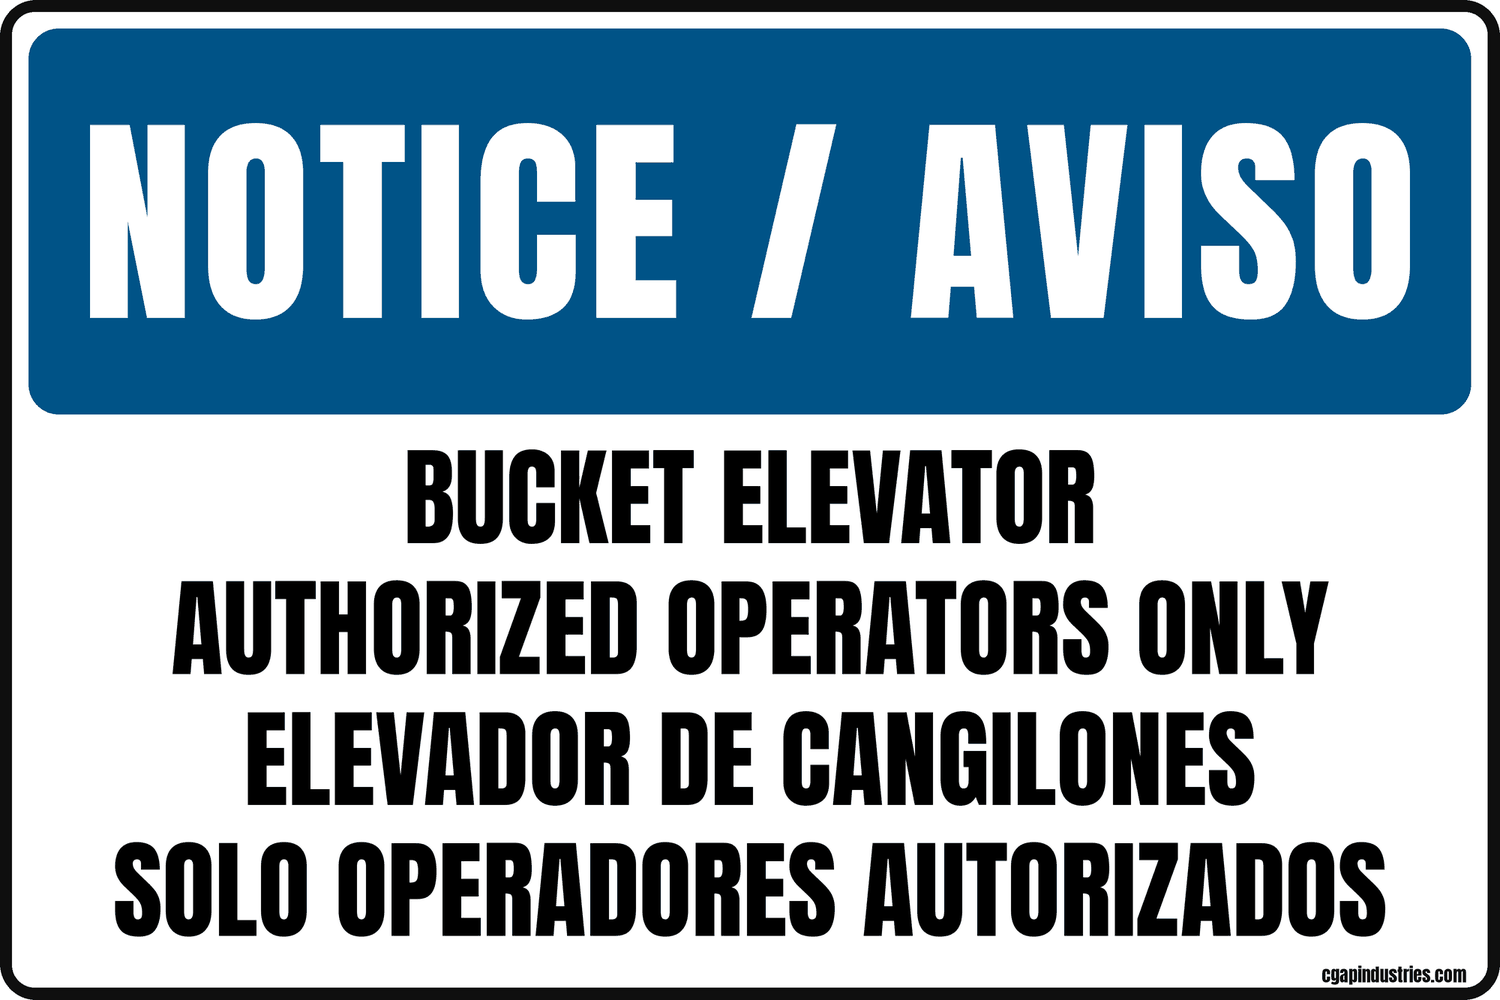 NOTICE / AVISO
BUCKET ELEVATOR
AUTHORIZED OPERATORS ONLY
ELEVADOR DE CANGILONES
SOLO OPERADORES AUTORIZADOS
cgapindustries.com